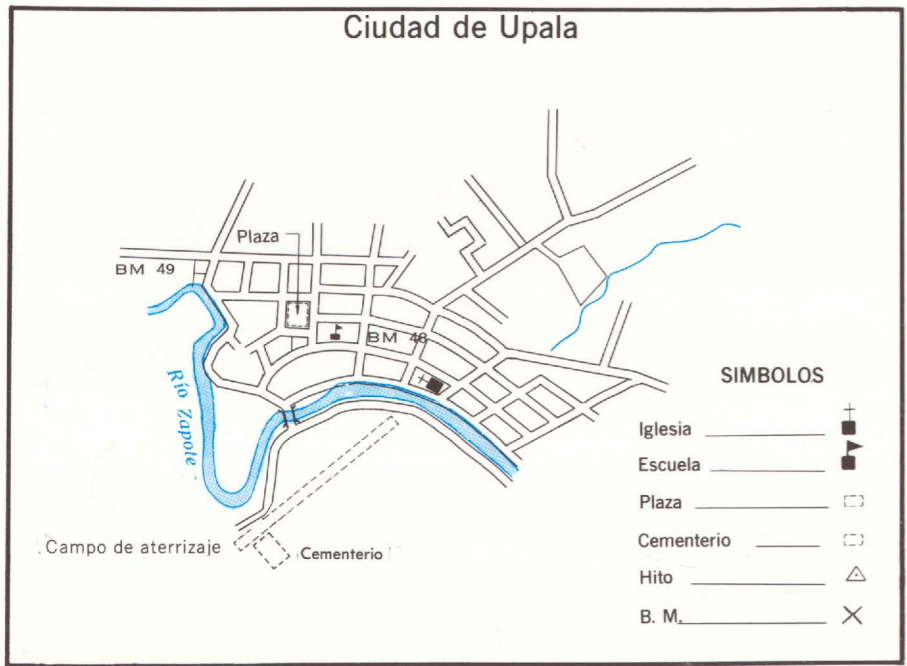 Ciudad de Upala
Plaza
BM 49
BM 48
Río Zapote
Campo de aterrizaje
Cementerio
SIMBOLOS
Iglesia
Escuela
Plaza
Cementerio
Hito
B. M.